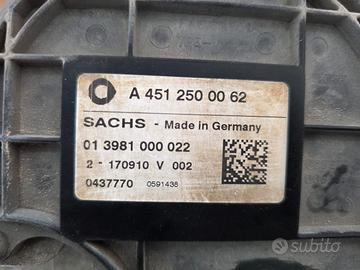 A 451 250 00 62
SACHS - Made in Germany
01 3981 000 022
2 - 170910 V 002
0437770 0591438
subito